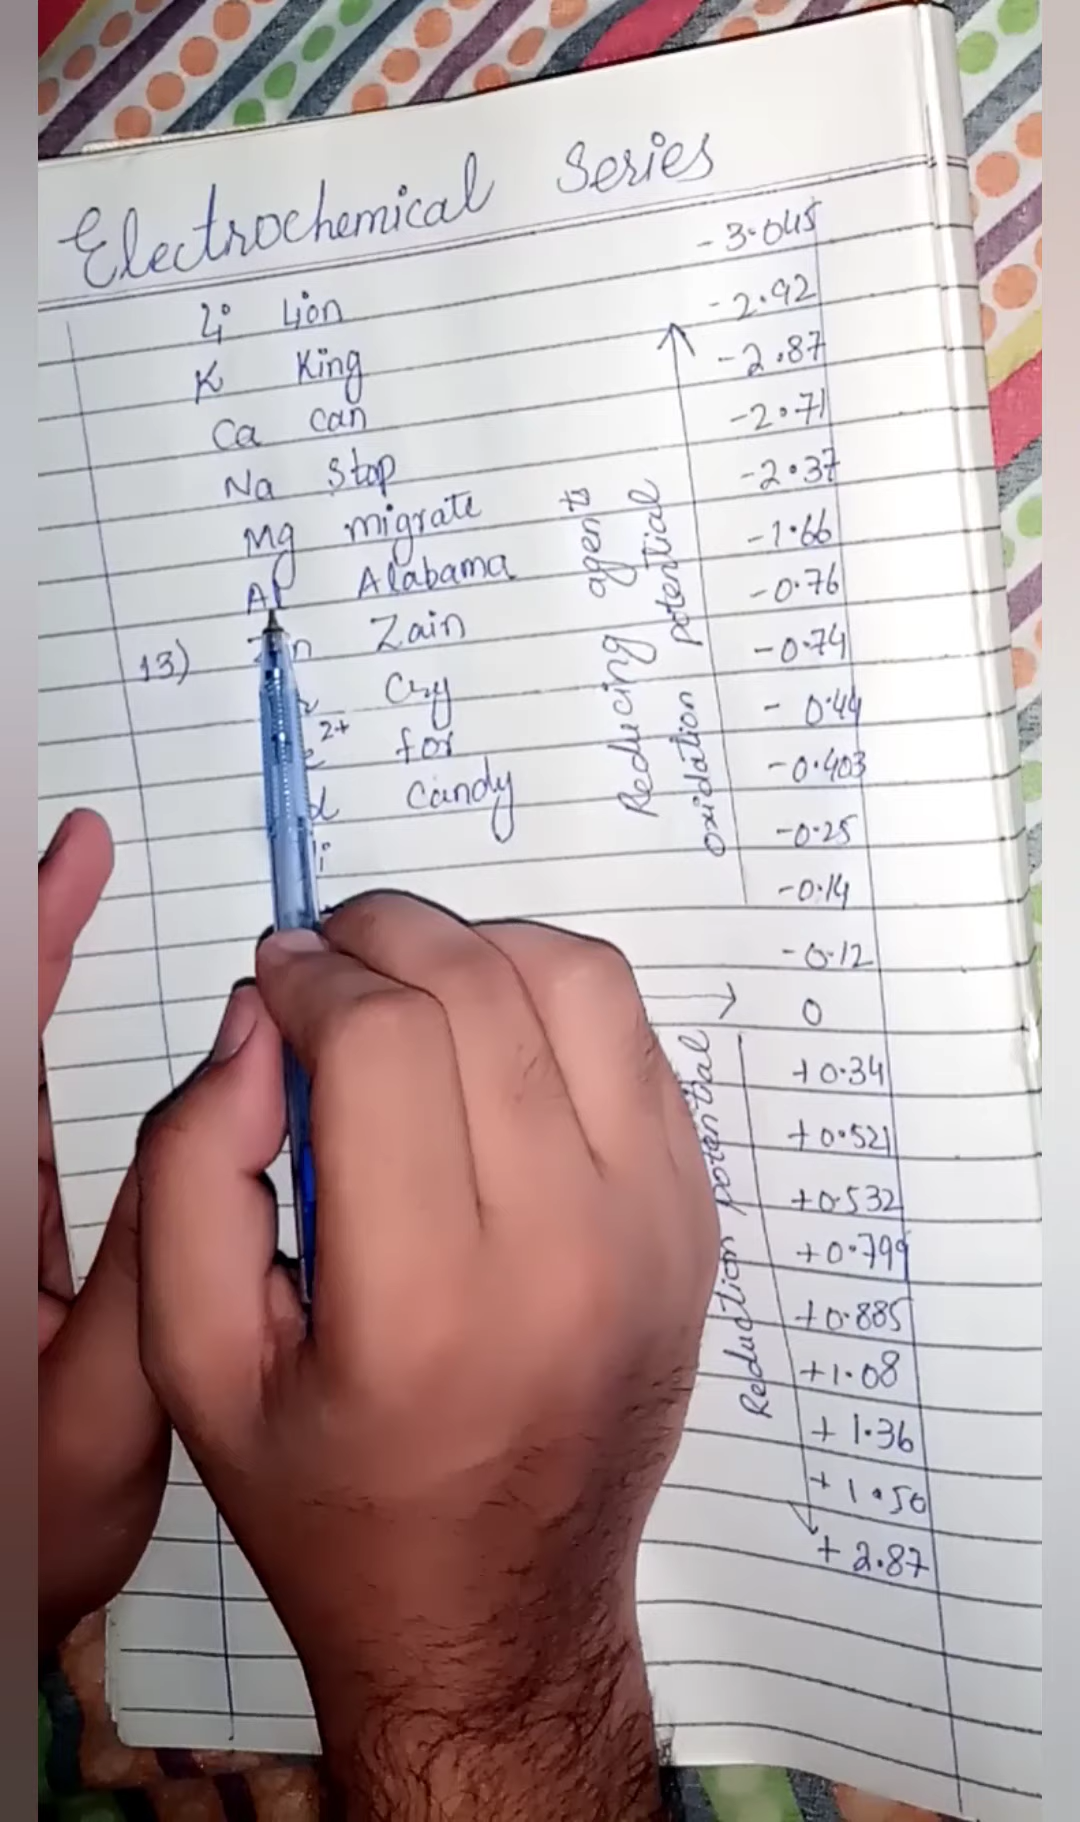 Electrochemical Series
Li Lion -3.045
K King -2.92
Ca can -2.87
Na Stop -2.71
Mg migrate -2.37
Al Alabama -1.66
13) Zn Zain -0.76
Cry -0.74
2+ for -0.44
d Candy -0.403
i -0.25
-0.14
-0.12
0
+0.34
+0.521
+0.532
+0.799
+0.885
+1.08
+1.36
+1.50
+2.87
Reducing agents
oxidation potential
Reduction potential